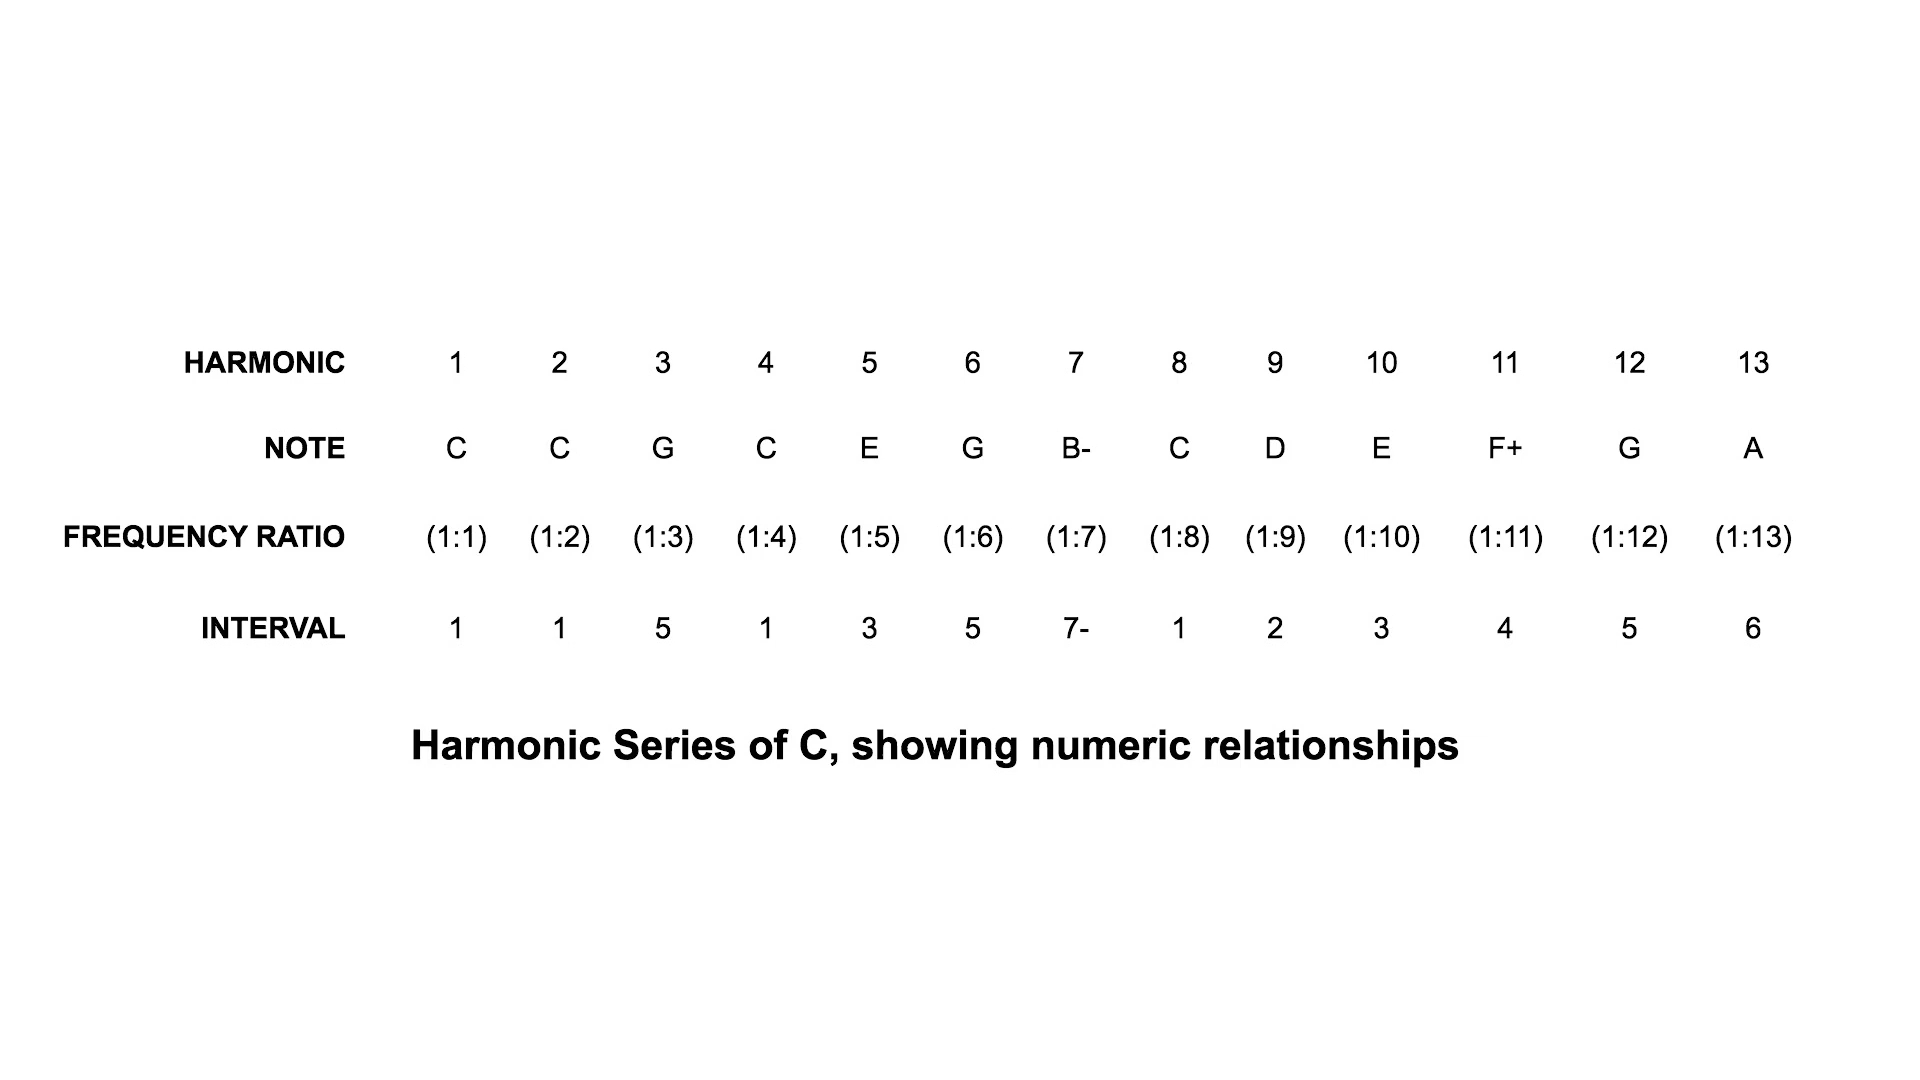 HARMONIC 1 2 3 4 5 6 7 8 9 10 11 12 13
NOTE C C G C E G B- C D E F+ G A
FREQUENCY RATIO (1:1) (1:2) (1:3) (1:4) (1:5) (1:6) (1:7) (1:8) (1:9) (1:10) (1:11) (1:12) (1:13)
INTERVAL 1 1 5 1 3 5 7- 1 2 3 4 5 6
Harmonic Series of C, showing numeric relationships